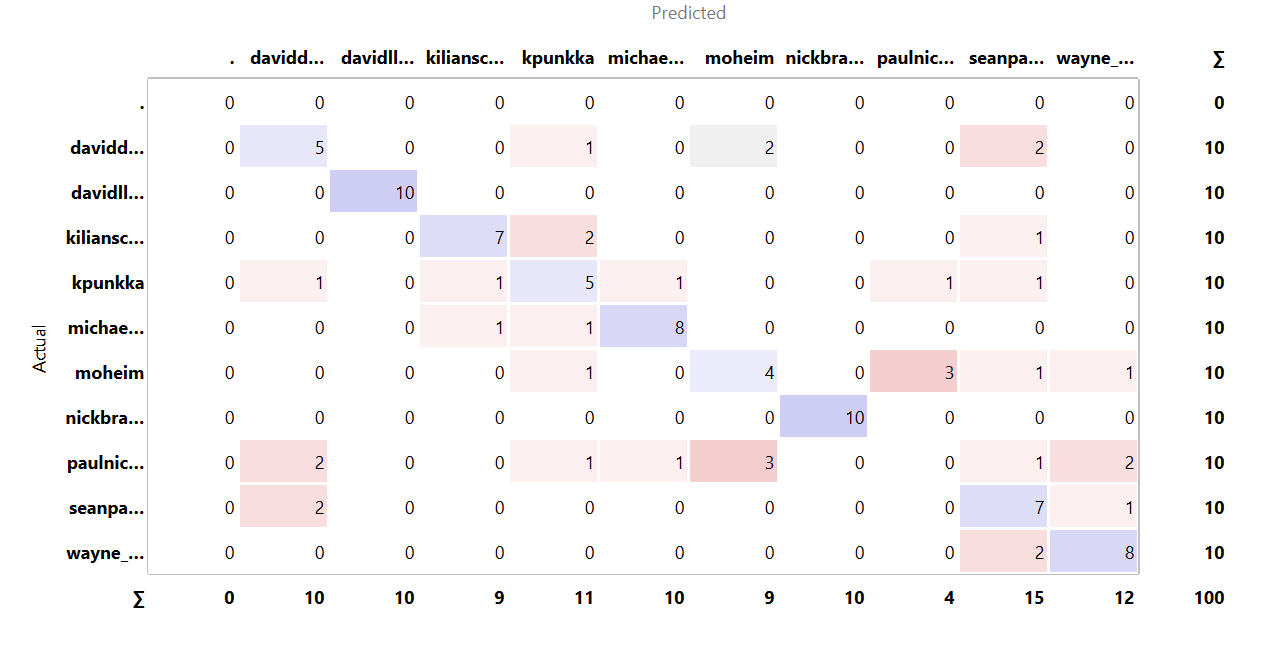 Predicted
. davidd... davidll... kiliansc... kpunkka michae... moheim nickbra... paulnic... seanpa... wayne_... ∑
. 0 0 0 0 0 0 0 0 0 0 0 0
davidd... 0 5 0 0 1 0 2 0 0 2 0 10
davidll... 0 0 10 0 0 0 0 0 0 0 0 10
kiliansc... 0 0 0 7 2 0 0 0 0 1 0 10
kpunkka 0 1 0 1 5 1 0 0 1 1 0 10
michae... 0 0 0 1 1 8 0 0 0 0 0 10
Actual
moheim 0 0 0 0 1 0 4 0 3 1 1 10
nickbra... 0 0 0 0 0 0 0 10 0 0 0 10
paulnic... 0 2 0 0 1 1 3 0 0 1 2 10
seanpa... 0 2 0 0 0 0 0 0 0 7 1 10
wayne_... 0 0 0 0 0 0 0 0 0 2 8 10
∑ 0 10 10 9 11 10 9 10 4 15 12 100